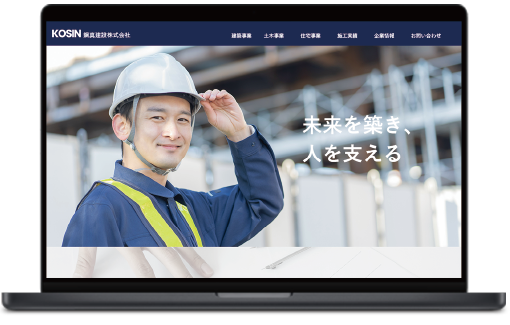 KOSIN 鋼真建設株式会社
建築事業 土木事業 住宅事業 施工実績 企業情報 お問い合わせ
未来を築き、
人を支える